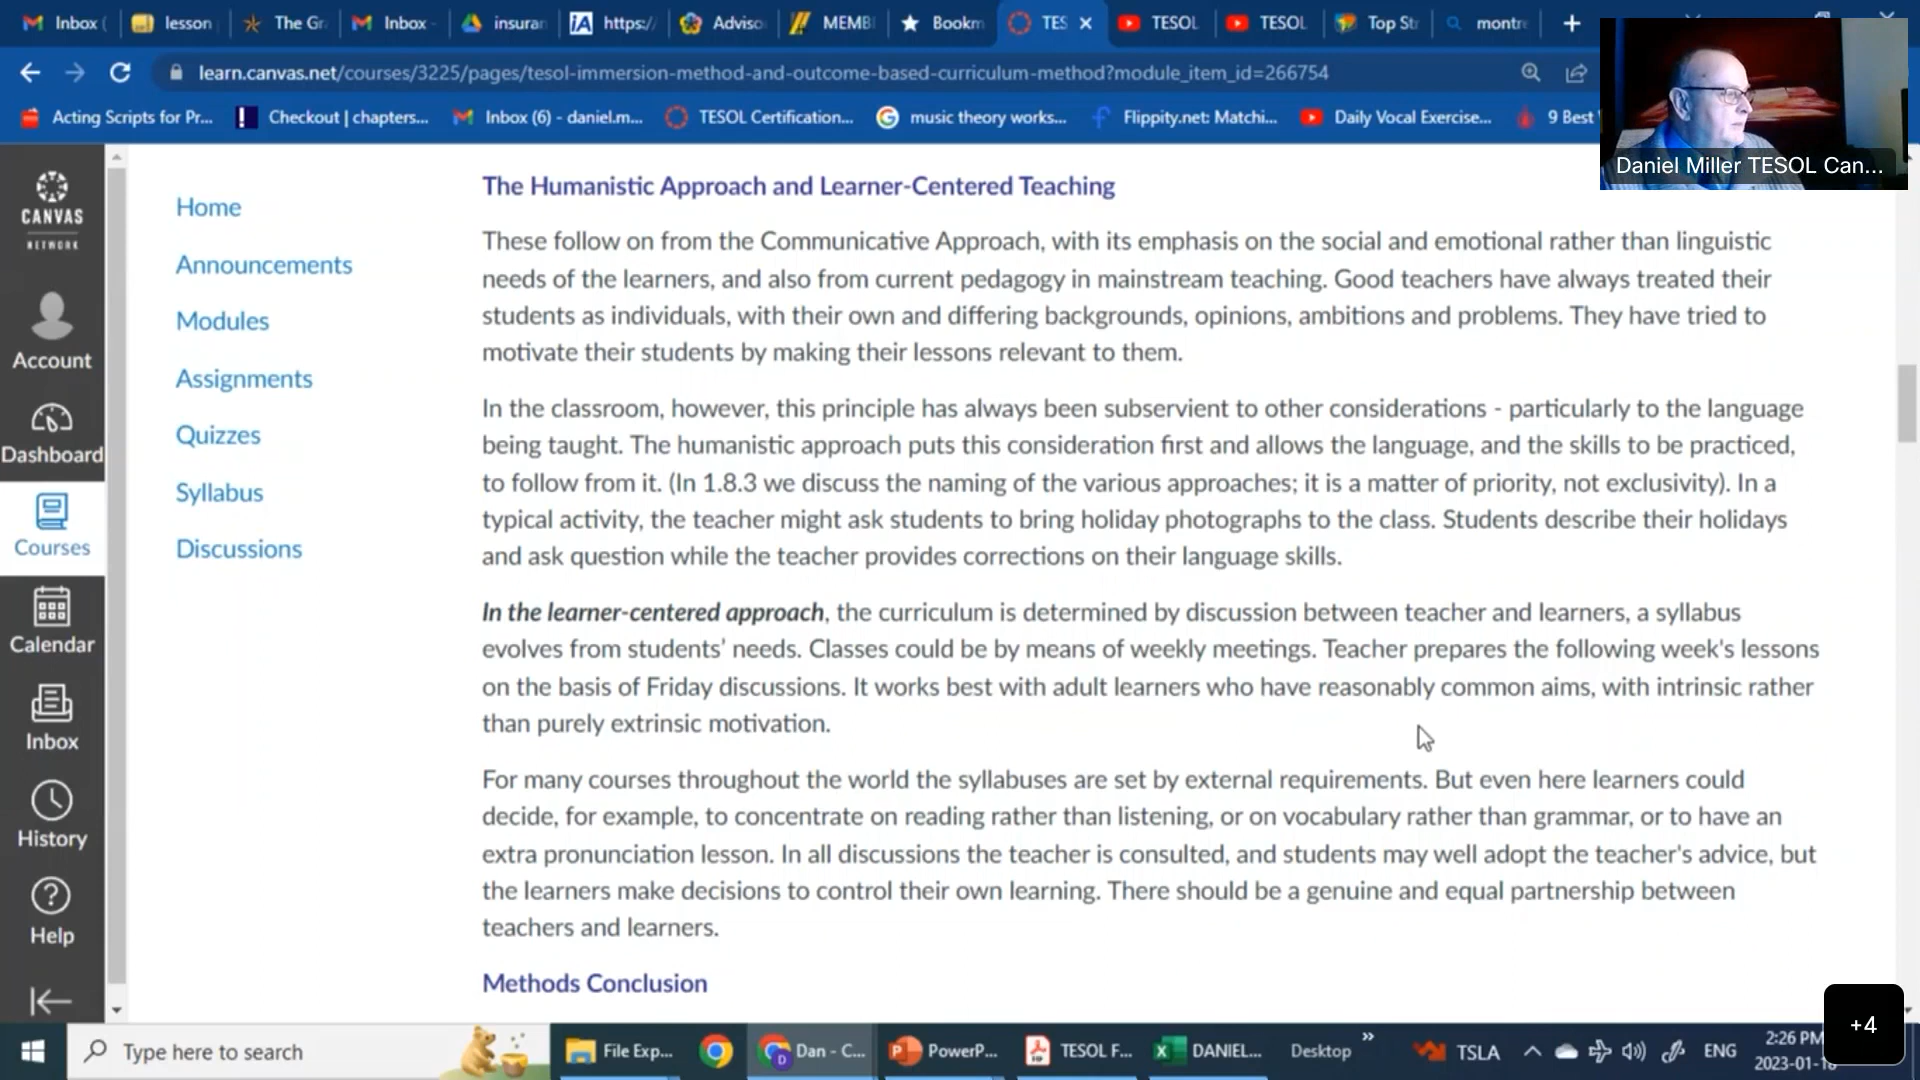 Inbox (
lesson
The Gr
Inbox -
insuran
https:/
Adviso
MEMB
Bookm
TES
TESOL
TESOL
Top Str
montre
learn.canvas.net/courses/3225/pages/tesol-immersion-method-and-outcome-based-curriculum-method?module_item_id=266754
Acting Scripts for Pr...
Checkout | chapters...
Inbox (6) - daniel.m...
TESOL Certification...
music theory works...
Flippity.net: Matchi...
Daily Vocal Exercise...
9 Best
Daniel Miller TESOL Can...
CANVAS
NETWORK
Account
Dashboard
Courses
Calendar
Inbox
History
Help
Home
Announcements
Modules
Assignments
Quizzes
Syllabus
Discussions
The Humanistic Approach and Learner-Centered Teaching
These follow on from the Communicative Approach, with its emphasis on the social and emotional rather than linguistic
needs of the learners, and also from current pedagogy in mainstream teaching. Good teachers have always treated their
students as individuals, with their own and differing backgrounds, opinions, ambitions and problems. They have tried to
motivate their students by making their lessons relevant to them.
In the classroom, however, this principle has always been subservient to other considerations - particularly to the language
being taught. The humanistic approach puts this consideration first and allows the language, and the skills to be practiced,
to follow from it. (In 1.8.3 we discuss the naming of the various approaches; it is a matter of priority, not exclusivity). In a
typical activity, the teacher might ask students to bring holiday photographs to the class. Students describe their holidays
and ask question while the teacher provides corrections on their language skills.
In the learner-centered approach, the curriculum is determined by discussion between teacher and learners, a syllabus
evolves from students’ needs. Classes could be by means of weekly meetings. Teacher prepares the following week's lessons
on the basis of Friday discussions. It works best with adult learners who have reasonably common aims, with intrinsic rather
than purely extrinsic motivation.
For many courses throughout the world the syllabuses are set by external requirements. But even here learners could
decide, for example, to concentrate on reading rather than listening, or on vocabulary rather than grammar, or to have an
extra pronunciation lesson. In all discussions the teacher is consulted, and students may well adopt the teacher's advice, but
the learners make decisions to control their own learning. There should be a genuine and equal partnership between
teachers and learners.
Methods Conclusion
+4
Type here to search
File Exp...
Dan - C...
PowerP...
TESOL F...
DANIEL...
Desktop
TSLA
ENG
2:26 PM
2023-01-1